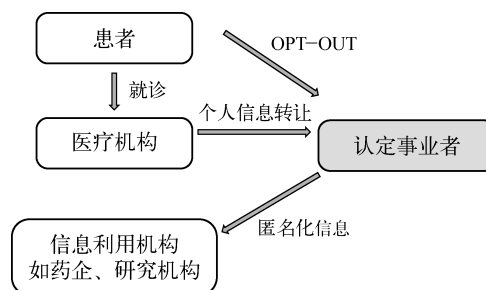 患者
OPT-OUT
就诊
个人信息转让
医疗机构
认定事业者
匿名化信息
信息利用机构
如药企、研究机构